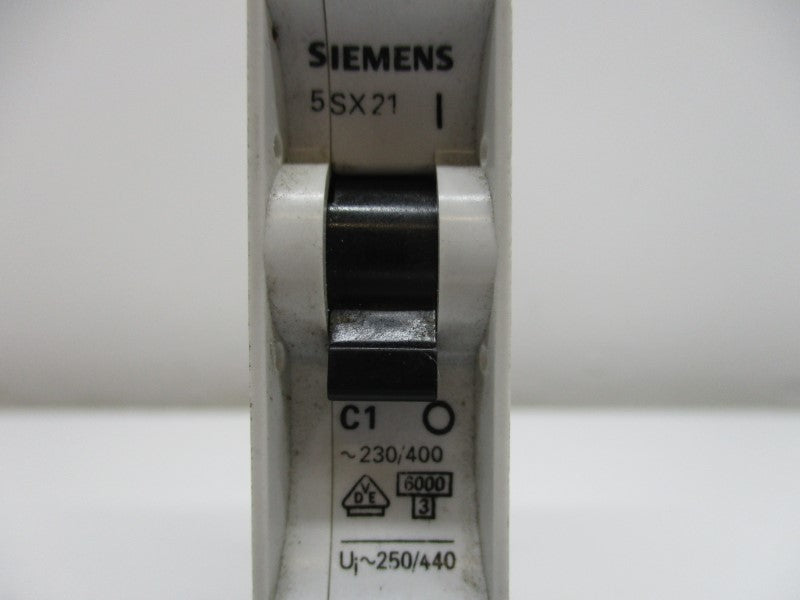 SIEMENS
5SX21 I
C1 O
~230/400
VDE 6000
3
Ui~250/440